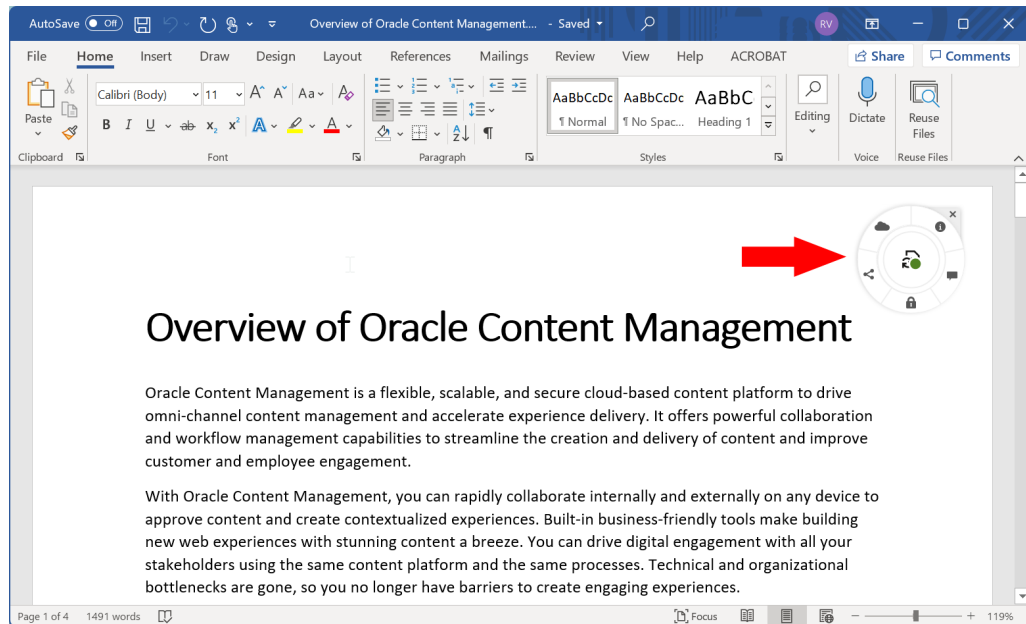 AutoSave Off Overview of Oracle Content Management.... - Saved RV
File Home Insert Draw Design Layout References Mailings Review View Help ACROBAT Share Comments
Paste
Calibri (Body) 11 A A Aa A
B I U ab x₂ x² A A
AaBbCcDc AaBbCcDc AaBbC
¶ Normal ¶ No Spac... Heading 1
Editing
Dictate
Reuse
Files
Clipboard Font Paragraph Styles Voice Reuse Files
Overview of Oracle Content Management
Oracle Content Management is a flexible, scalable, and secure cloud-based content platform to drive
omni-channel content management and accelerate experience delivery. It offers powerful collaboration
and workflow management capabilities to streamline the creation and delivery of content and improve
customer and employee engagement.
With Oracle Content Management, you can rapidly collaborate internally and externally on any device to
approve content and create contextualized experiences. Built-in business-friendly tools make building
new web experiences with stunning content a breeze. You can drive digital engagement with all your
stakeholders using the same content platform and the same processes. Technical and organizational
bottlenecks are gone, so you no longer have barriers to create engaging experiences.
Page 1 of 4 1491 words Focus 119%